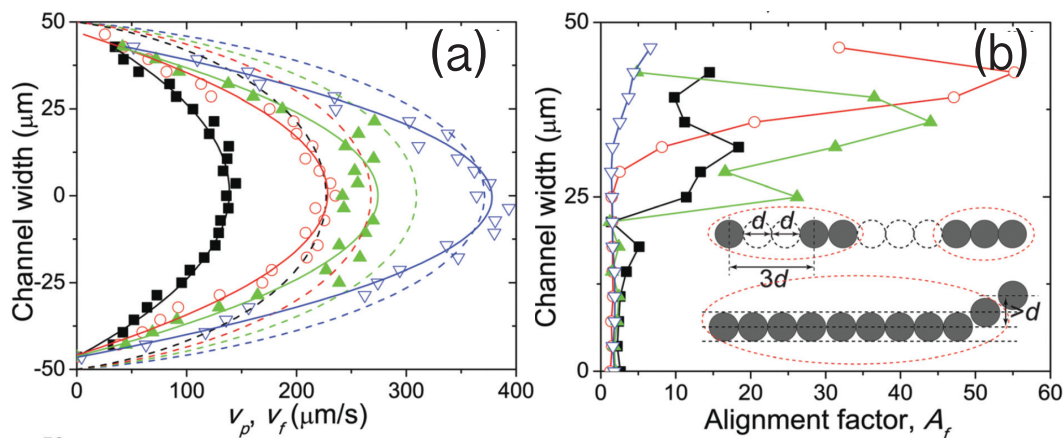 (a)
50
25
0
-25
-50
Channel width (μm)
0 100 200 300 400
v_p, v_f (μm/s)
(b)
50
25
0
Channel width (μm)
d d
3d
>d
0 10 20 30 40 50 60
Alignment factor, A_f